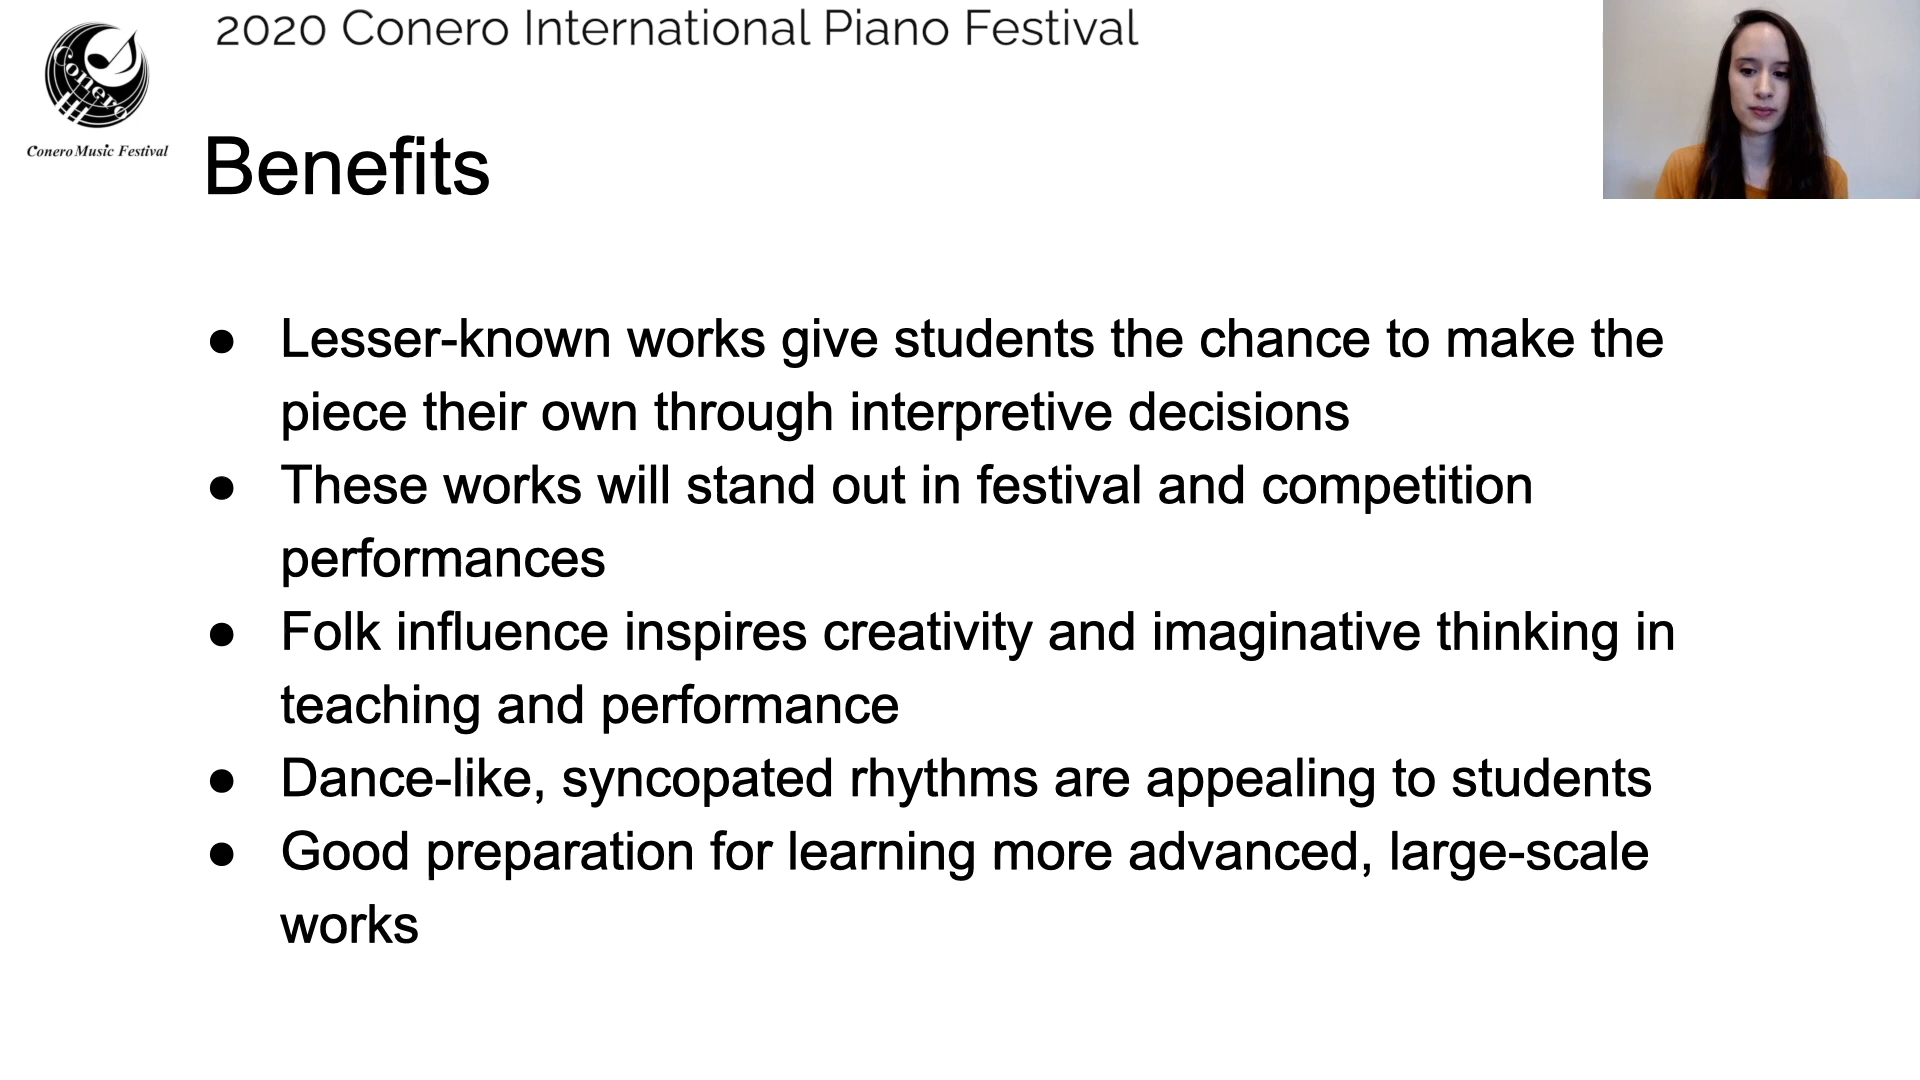 2020 Conero International Piano Festival
Conero
Conero Music Festival
Benefits
● Lesser-known works give students the chance to make the
piece their own through interpretive decisions
● These works will stand out in festival and competition
performances
● Folk influence inspires creativity and imaginative thinking in
teaching and performance
● Dance-like, syncopated rhythms are appealing to students
● Good preparation for learning more advanced, large-scale
works